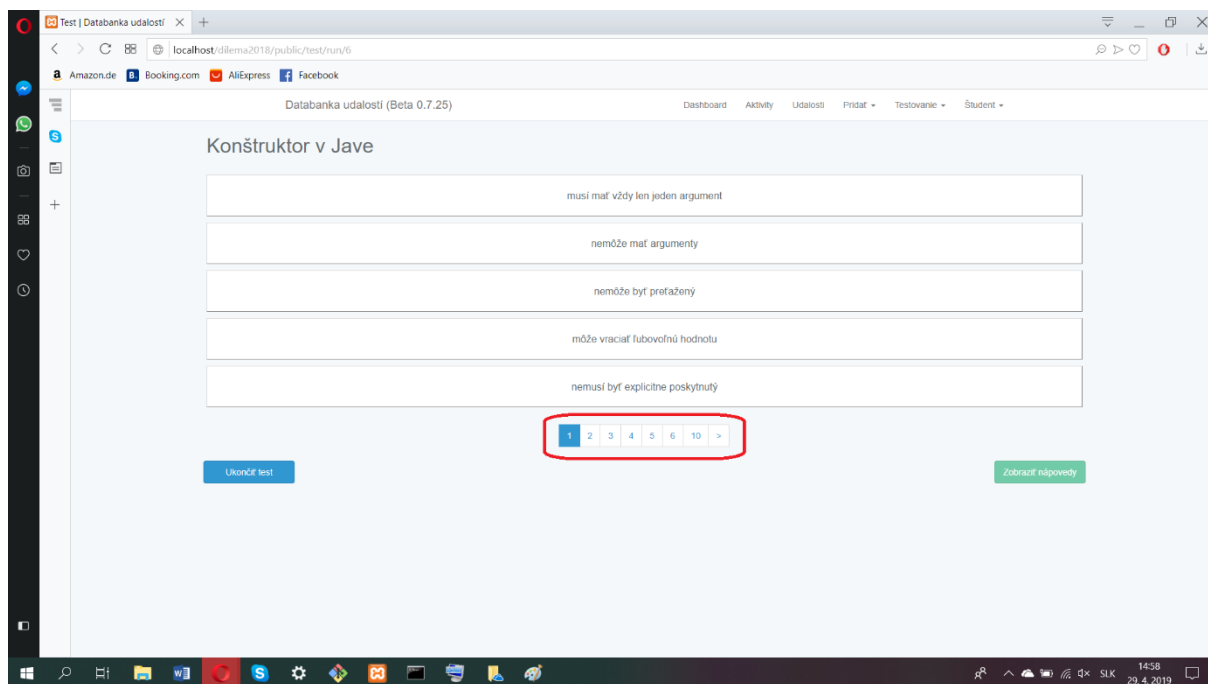 Test | Databanka udalostí
localhost/dilema2018/public/test/run/6
Amazon.de Booking.com AliExpress Facebook
Databanka udalostí (Beta 0.7.25) Dashboard Aktivity Udalosti Pridať Testovanie Študent
Konštruktor v Jave
musí mať vždy len jeden argument
nemôže mať argumenty
nemôže byť preťažený
môže vraciať ľubovoľnú hodnotu
nemusí byť explicitne poskytnutý
1 2 3 4 5 6 10 >
Ukončiť test Zobraziť nápovedy
SLK 14:58
29. 4. 2019